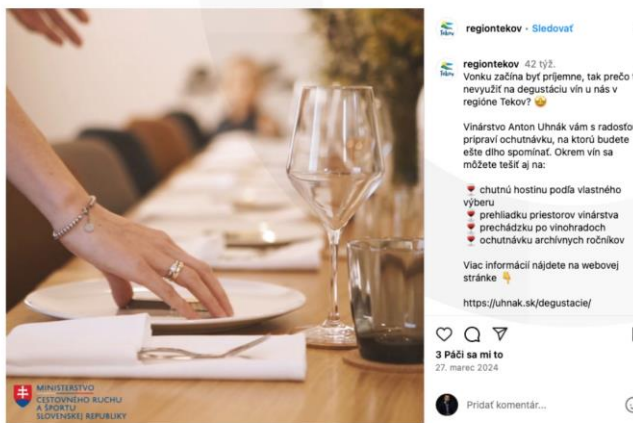 regiontekov • Sledovať
regiontekov 42 týž.
Vonku začína byť príjemne, tak prečo
nevyužiť na degustáciu vín u nás v
regióne Tekov? 🤩
Vinárstvo Anton Uhnák vám s radosťo
pripraví ochutnávku, na ktorú budete
ešte dlho spomínať. Okrem vín sa
môžete tešiť aj na:
🍷 chutnú hostinu podľa vlastného
výberu
🍷 prehliadku priestorov vinárstva
🍷 prechádzku po vinohradoch
🍷 ochutnávku archívnych ročníkov
Viac informácií nájdete na webovej
stránke 👇
https://uhnak.sk/degustacie/
3 Páči sa mi to
27. marec 2024
Pridať komentár...
MINISTERSTVO
CESTOVNÉHO RUCHU
A ŠPORTU
SLOVENSKEJ REPUBLIKY